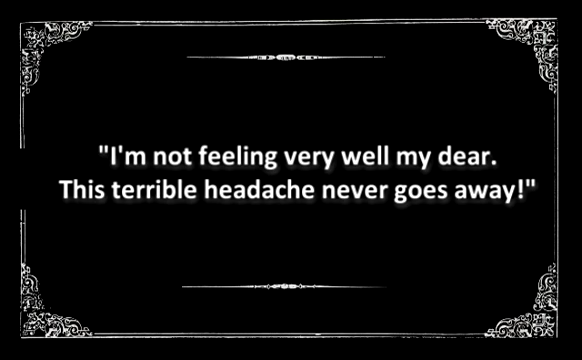 "I'm not feeling very well my dear.
This terrible headache never goes away!"